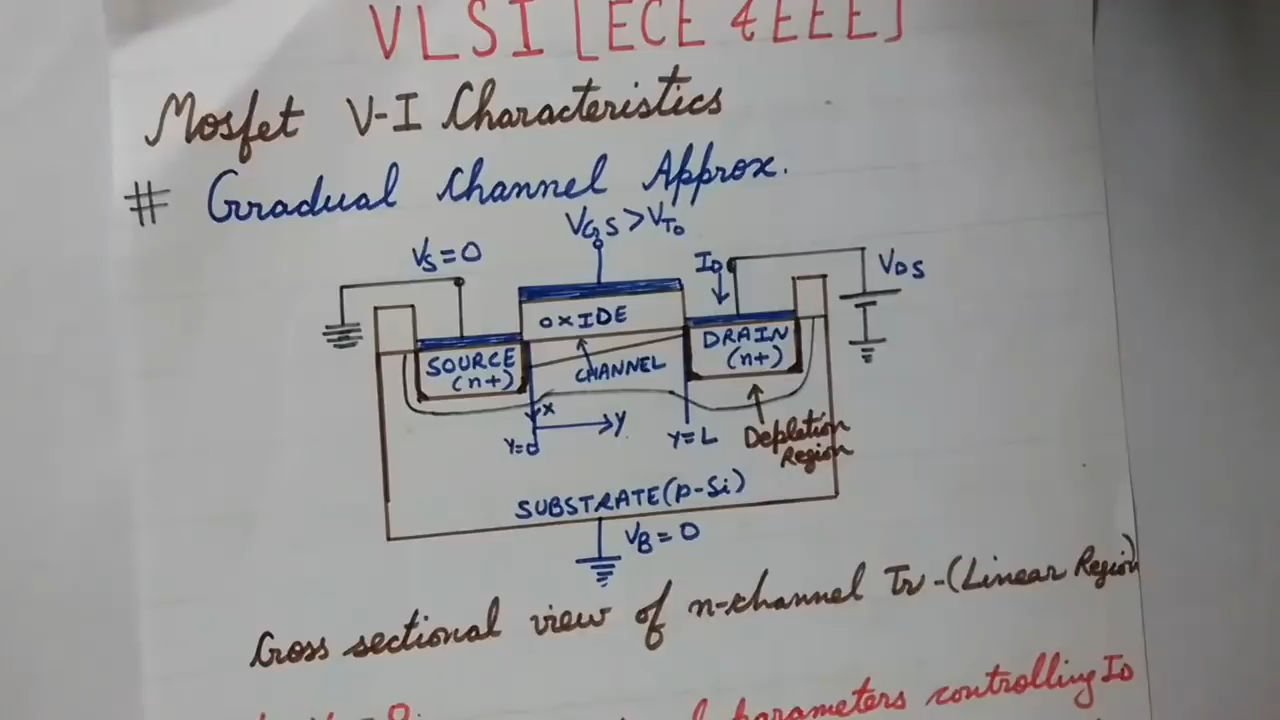 VLSI [ECE & EEE]
Mosfet V-I Characteristics
# Gradual Channel Approx.
VGS > VT0
VS = 0
ID
VDS
OXIDE
SOURCE
(n+)
CHANNEL
DRAIN
(n+)
X
Y
Y=0
Y=L
Depletion
Region
SUBSTRATE (p-Si)
VB = 0
Cross sectional view of n-channel Tr - (Linear Region)
parameters controlling ID